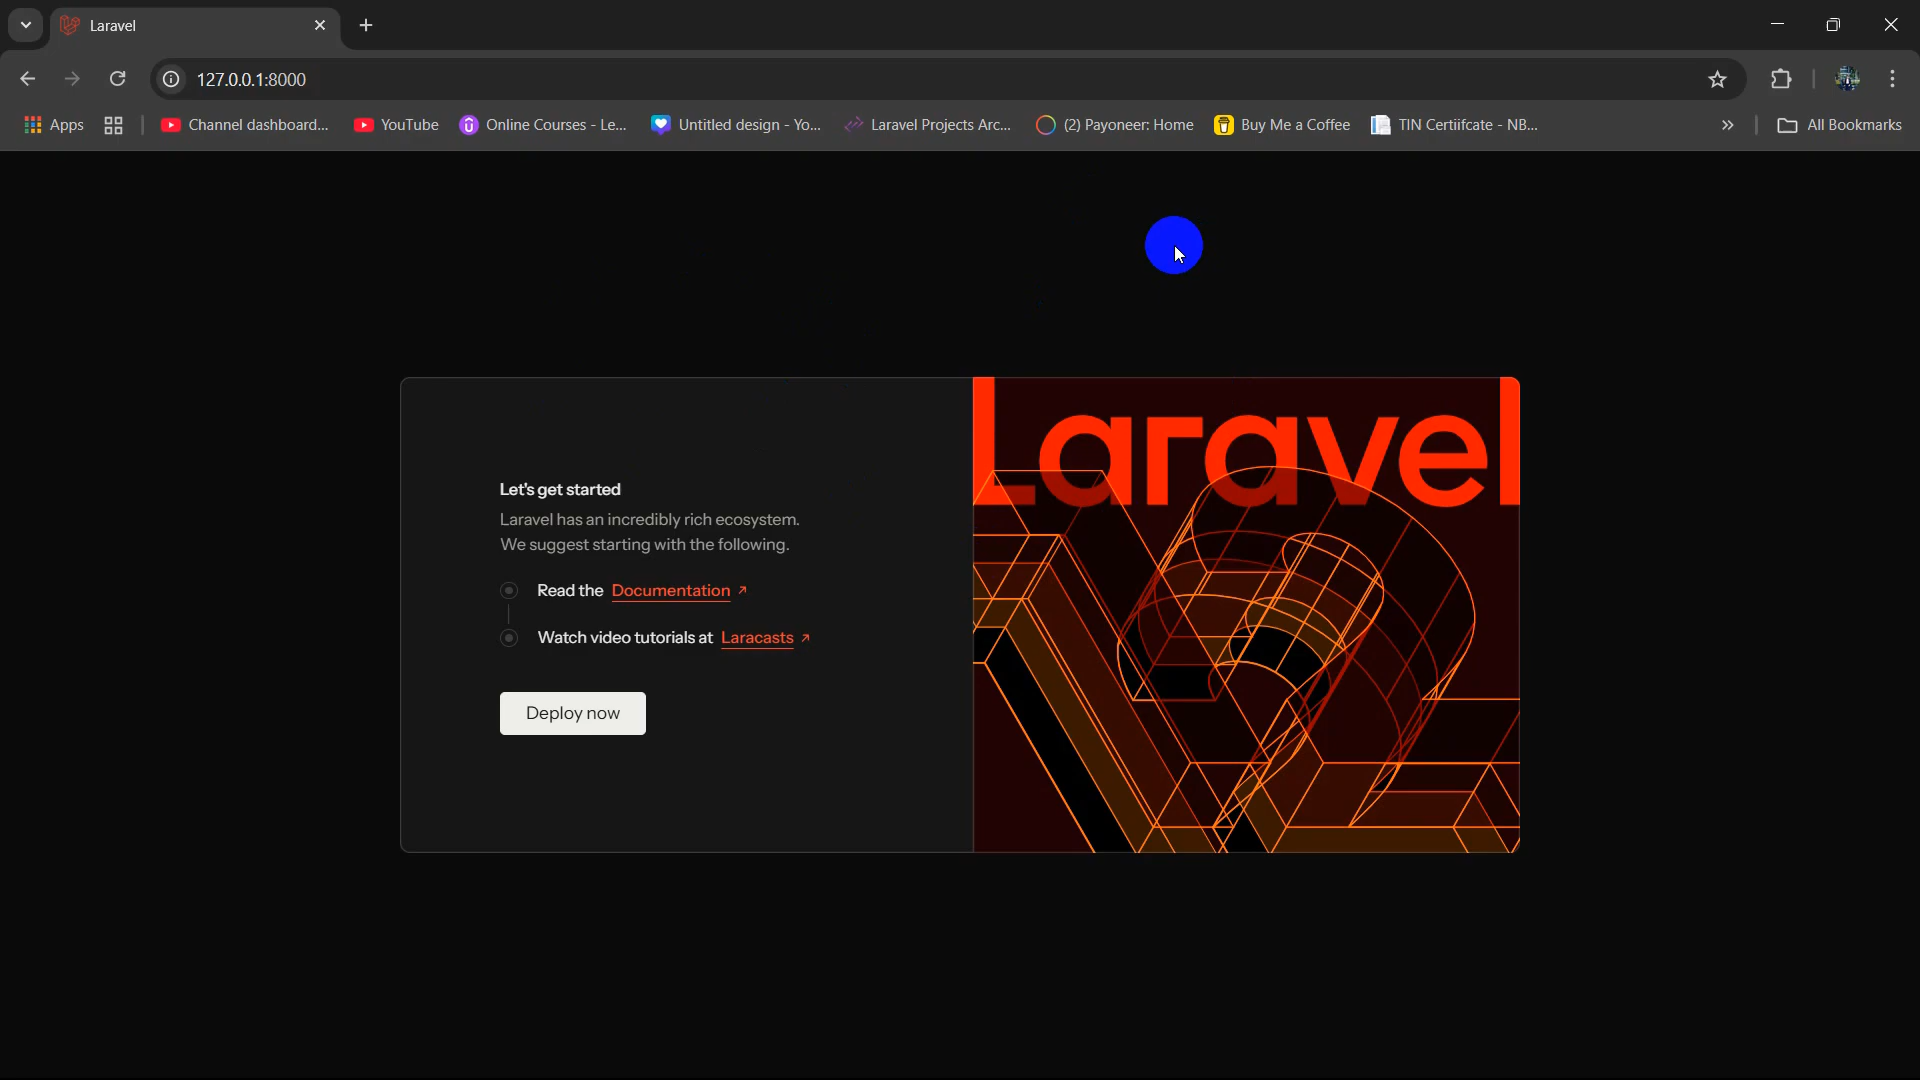 Laravel
127.0.0.1:8000
Apps
Channel dashboard...
YouTube
Online Courses - Le...
Untitled design - Yo...
Laravel Projects Arc...
(2) Payoneer: Home
Buy Me a Coffee
TIN Certiifcate - NB...
All Bookmarks
Laravel
Let's get started
Laravel has an incredibly rich ecosystem.
We suggest starting with the following.
Read the Documentation
Watch video tutorials at Laracasts
Deploy now